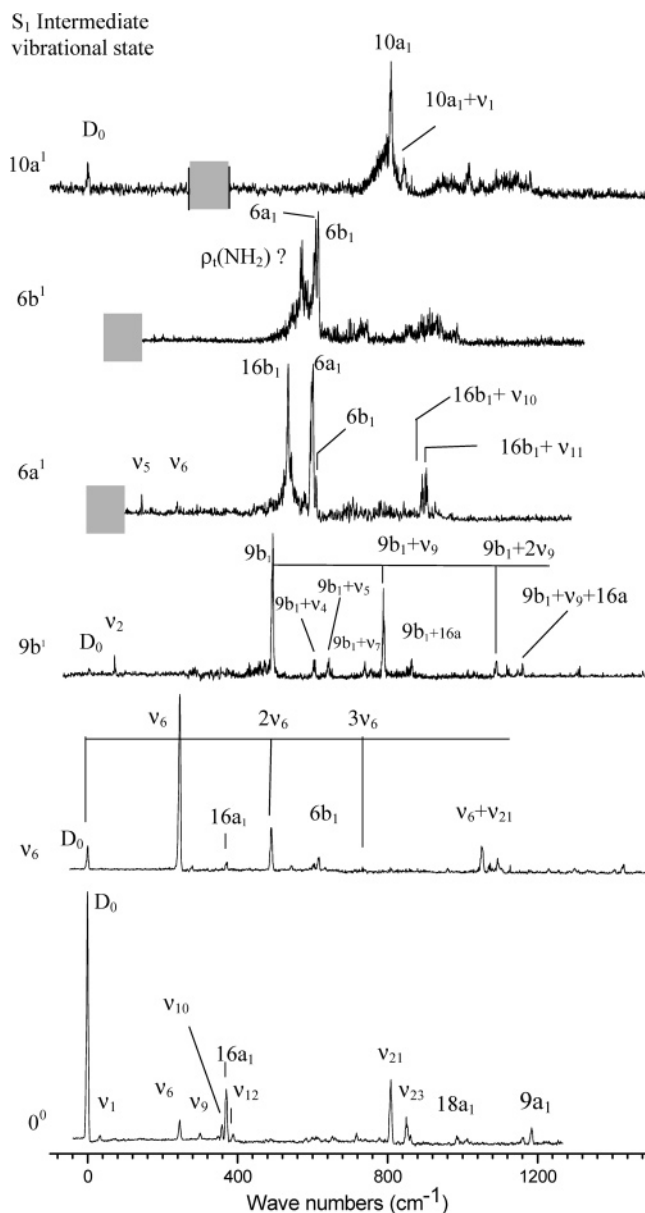 S₁ Intermediate
vibrational state
10a₁
10a₁+ν₁
D₀
10a¹
6a₁
6b₁
ρₜ(NH₂) ?
6b¹
16b₁
6a₁
6b₁
16b₁+ ν₁₀
16b₁+ ν₁₁
ν₅
ν₆
6a¹
9b₁
9b₁+ν₉
9b₁+2ν₉
9b₁+ν₄
9b₁+ν₅
9b₁+ν₇
9b₁₊16a
9b₁+ν₉+16a
D₀
ν₂
9b¹
ν₆
2ν₆
3ν₆
16a₁
6b₁
ν₆+ν₂₁
D₀
ν₆
D₀
ν₁₀
16a₁
ν₁₂
ν₁
ν₆
ν₉
ν₂₁
ν₂₃
18a₁
9a₁
0⁰
0
400
800
1200
Wave numbers (cm⁻¹)